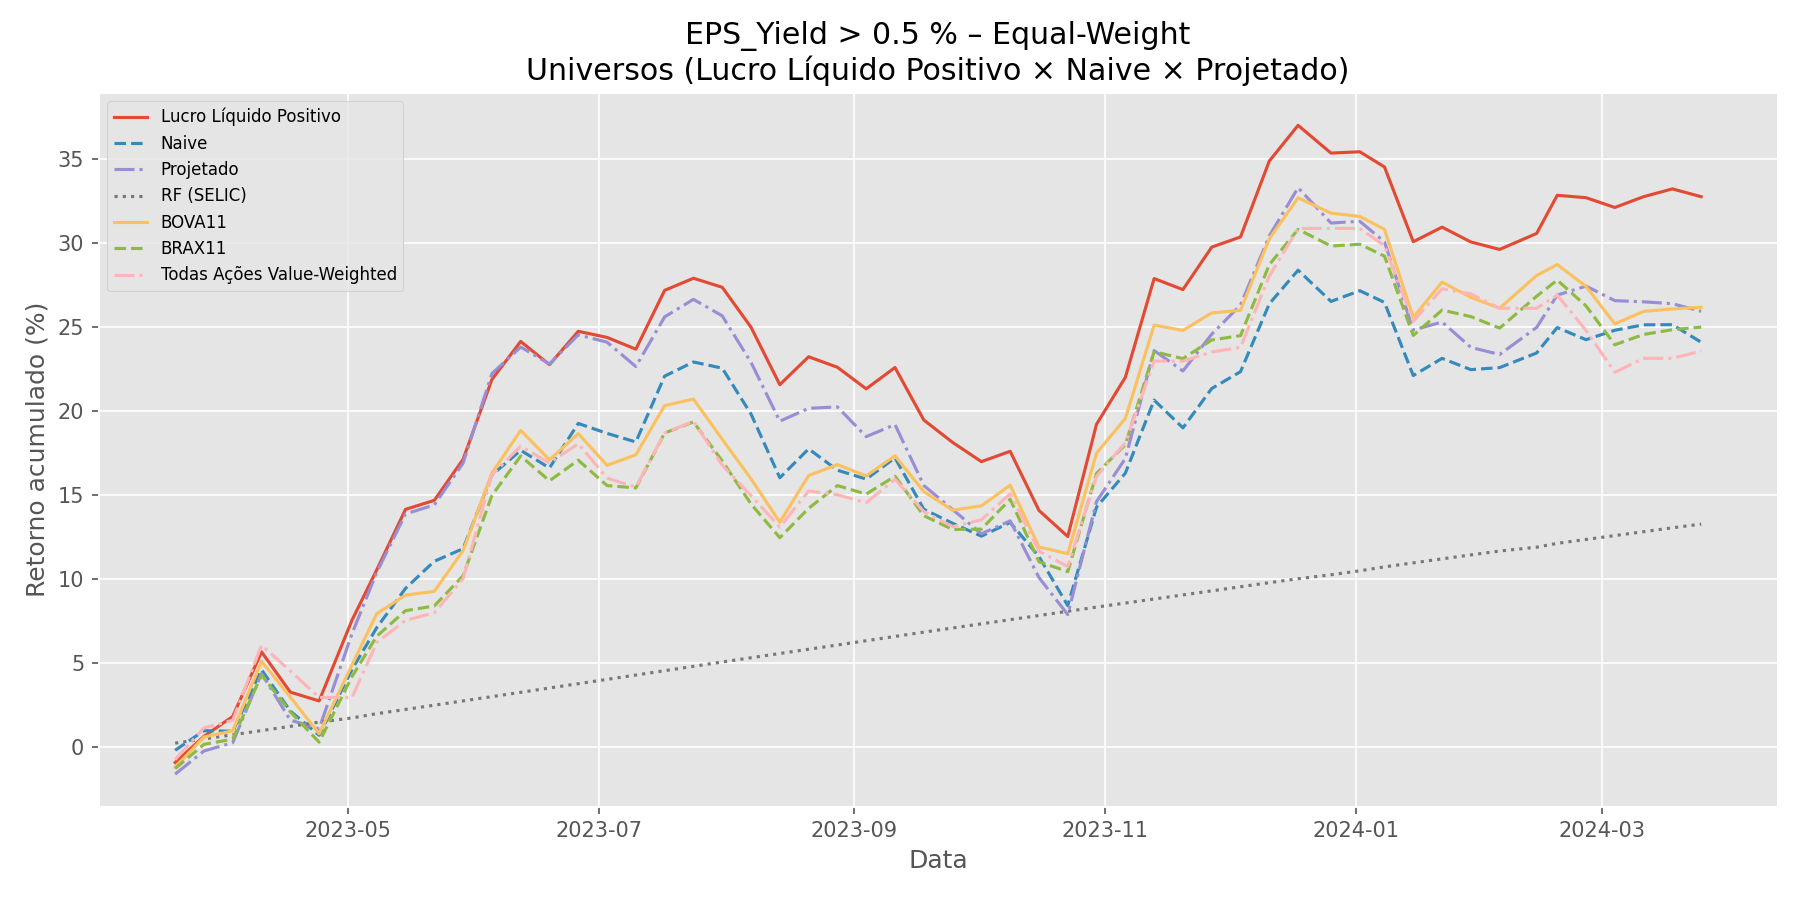 EPS_Yield > 0.5 % – Equal-Weight
Universos (Lucro Líquido Positivo × Naive × Projetado)
Lucro Líquido Positivo
Naive
Projetado
RF (SELIC)
BOVA11
BRAX11
Todas Ações Value-Weighted
Retorno acumulado (%)
35
30
25
20
15
10
5
0
2023-05
2023-07
2023-09
2023-11
2024-01
2024-03
Data